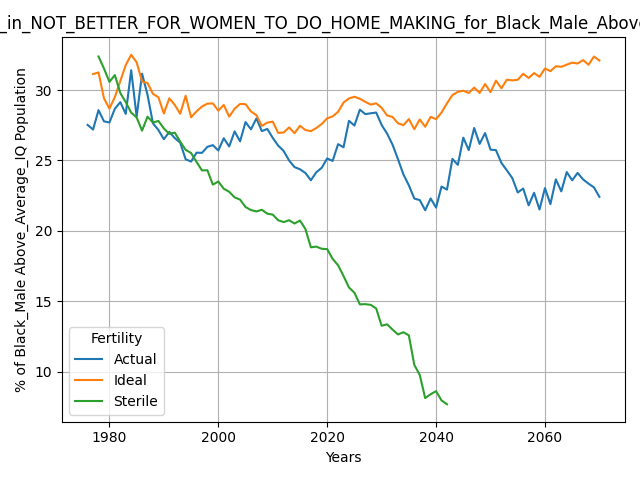 _in_NOT_BETTER_FOR_WOMEN_TO_DO_HOME_MAKING_for_Black_Male_Above
% of Black_Male Above_Average_IQ Population
30
25
20
15
10
Fertility
Actual
Ideal
Sterile
1980
2000
2020
2040
2060
Years